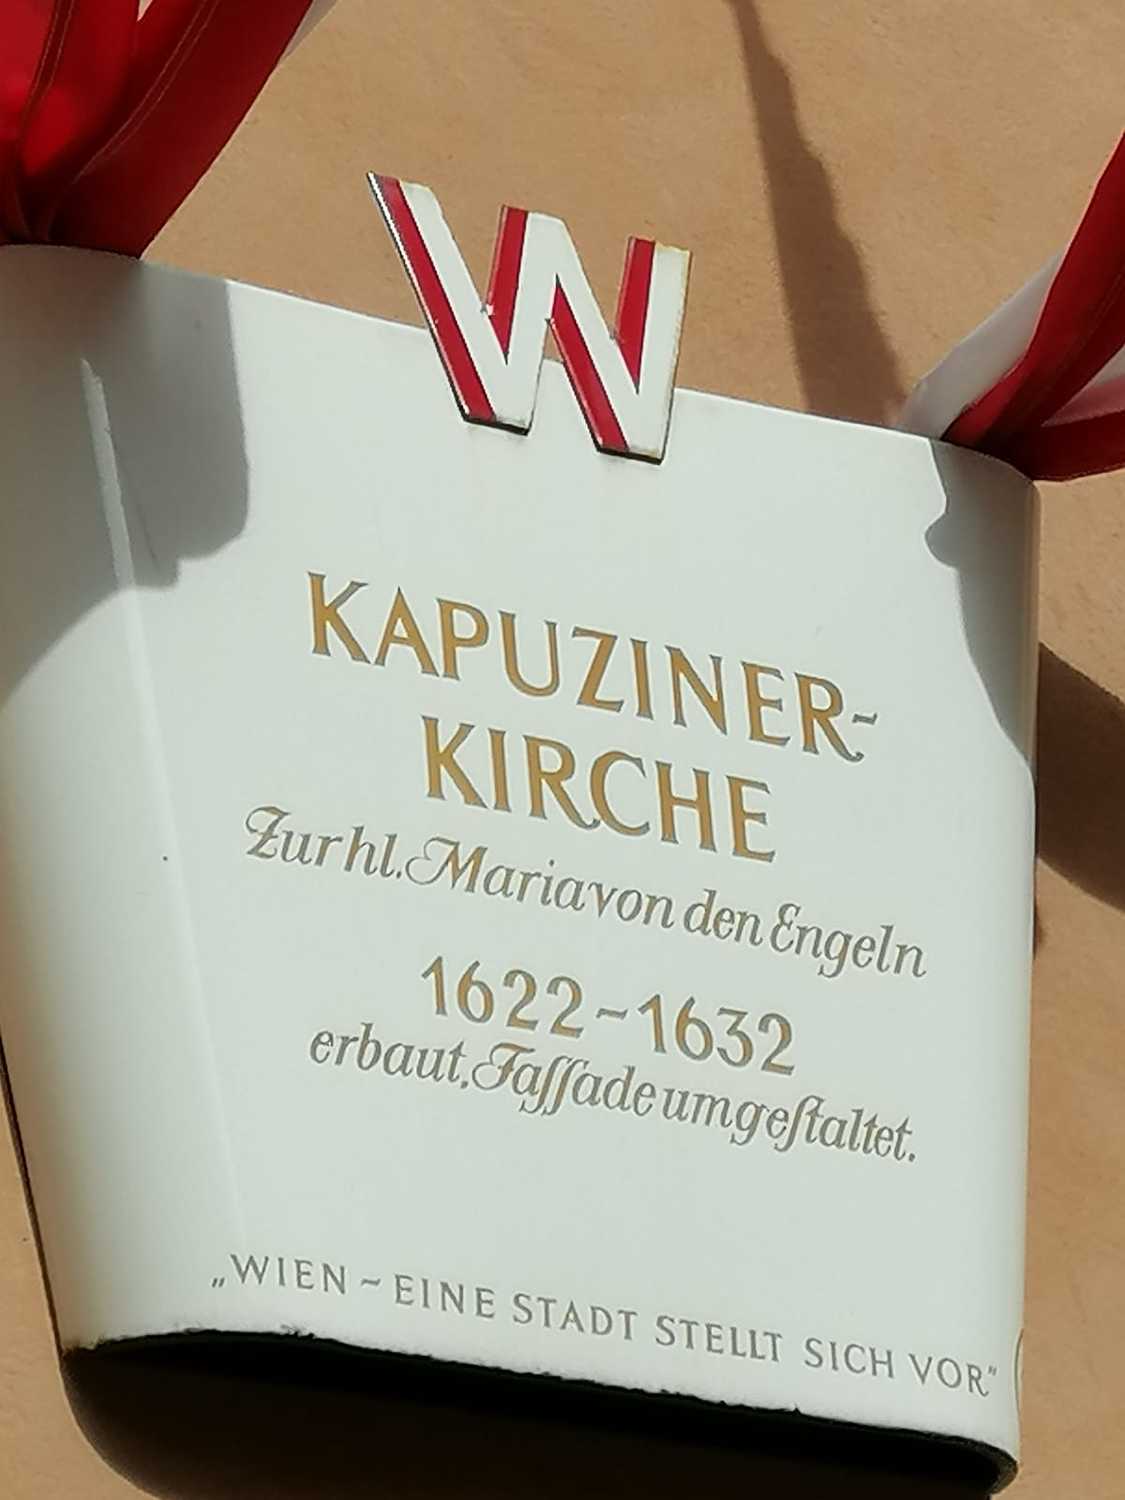 W
KAPUZINER-
KIRCHE
Zur hl. Maria von den Engeln
1622-1632
erbaut, Faſſade umgeſtaltet.
„WIEN ~ EINE STADT STELLT SICH VOR"